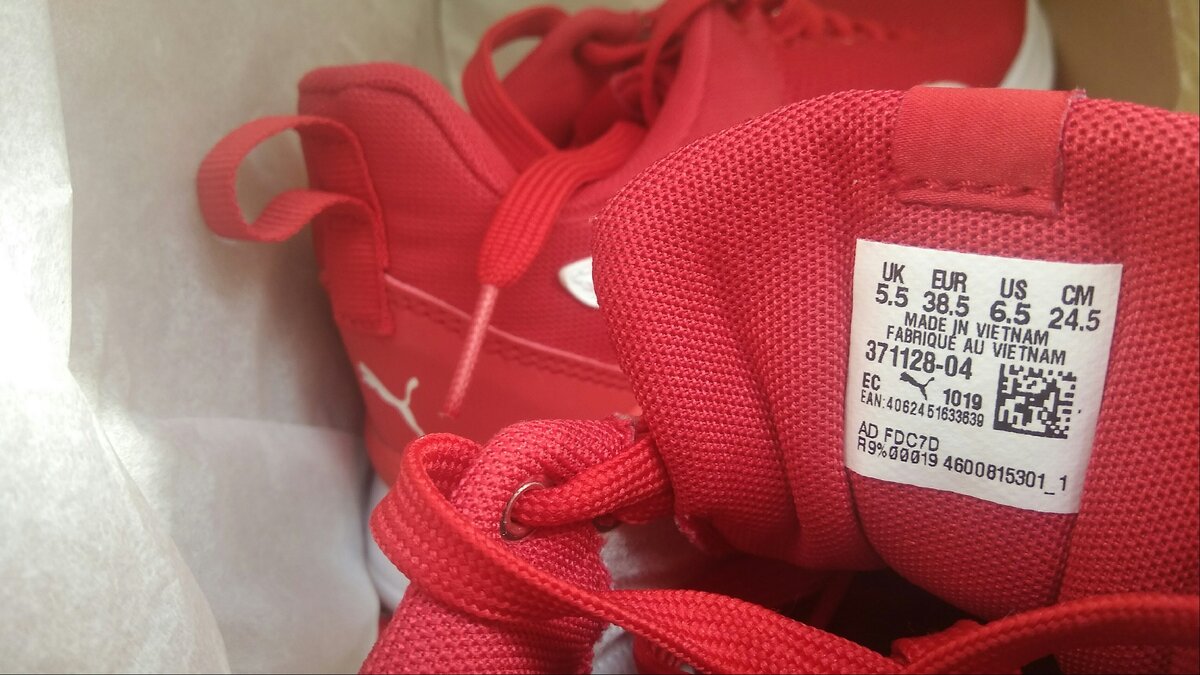 UK EUR US CM
5.5 38.5 6.5 24.5
MADE IN VIETNAM
FABRIQUÉ AU VIETNAM
371128-04
EC 1019
EAN:4062451633639
AD FDC7D
R9%00019 4600815301_1